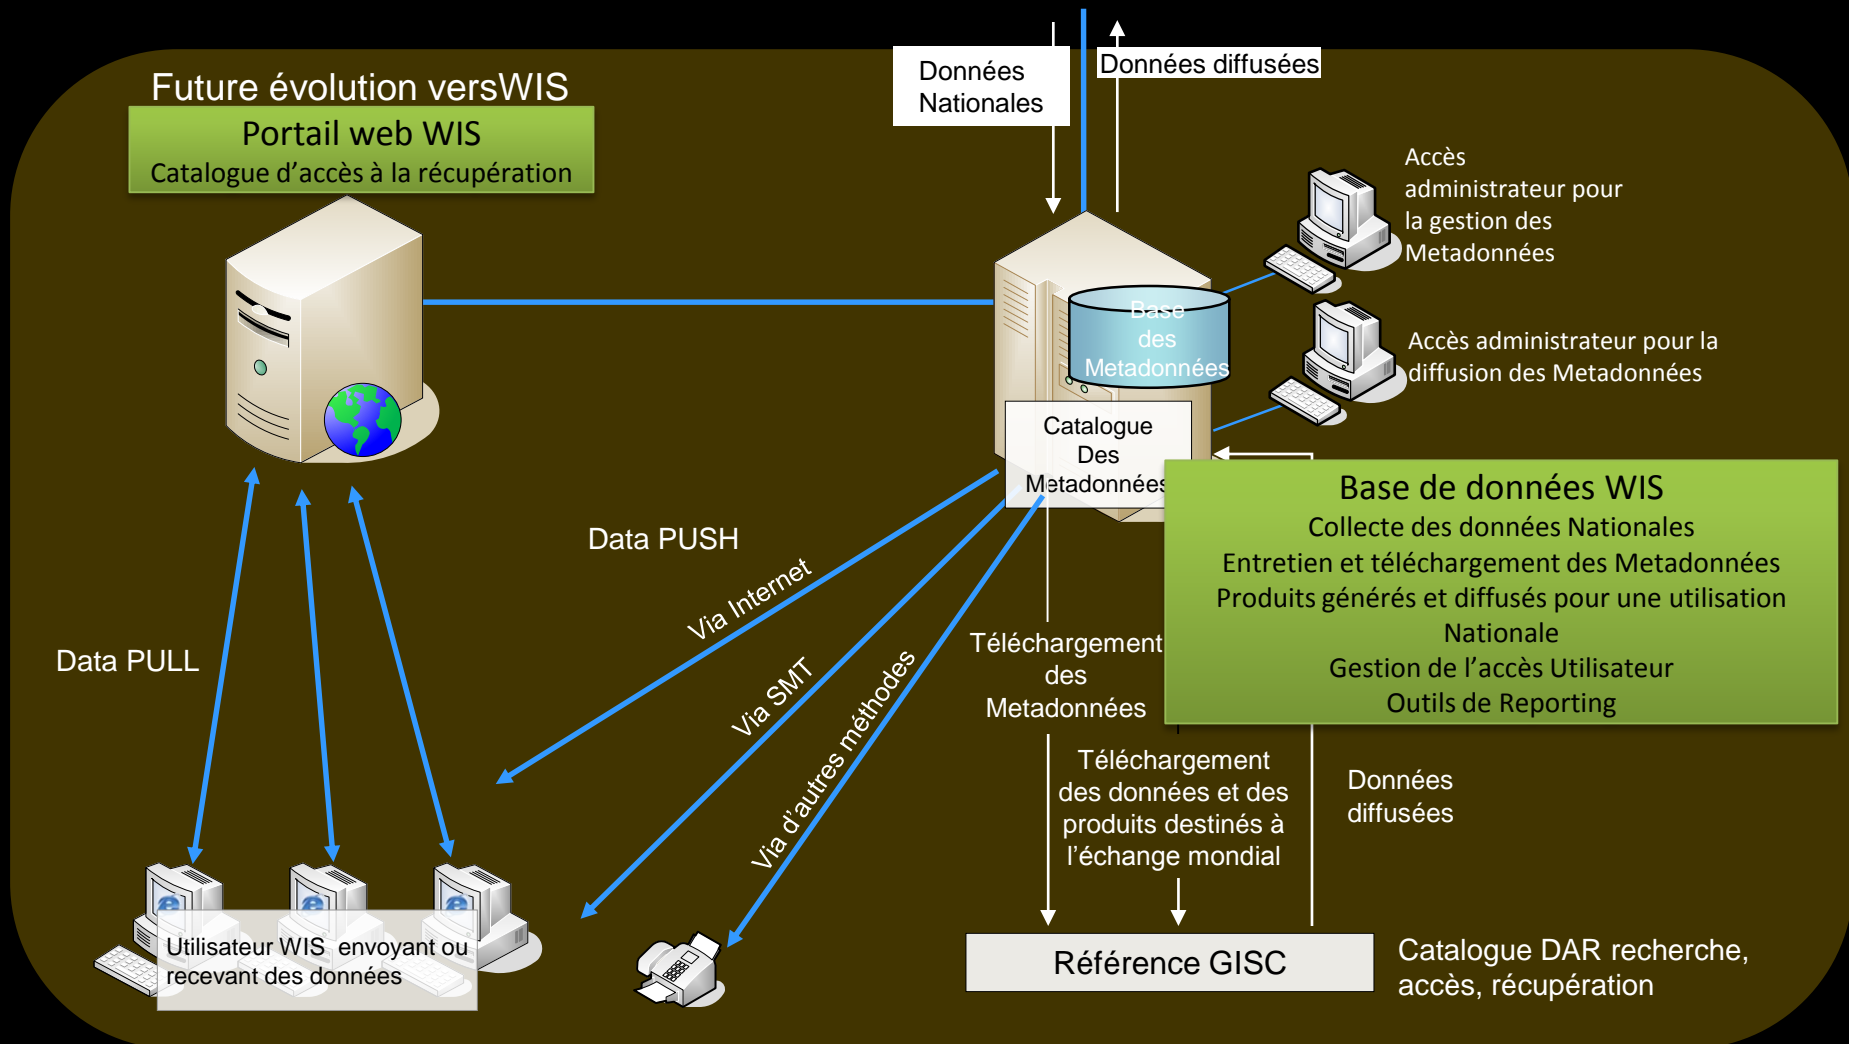 Données
Nationales
Données diffusées
Future évolution versWIS
Portail web WIS
Catalogue d’accès à la récupération
Accès
administrateur pour
la gestion des
Metadonnées
Base
des
Metadonnées
Accès administrateur pour la
diffusion des Metadonnées
Catalogue
Des
Metadonnées
Base de données WIS
Collecte des données Nationales
Entretien et téléchargement des Metadonnées
Produits générés et diffusés pour une utilisation
Nationale
Gestion de l’accès Utilisateur
Outils de Reporting
Data PUSH
Via Internet
Via SMT
Via d’autres méthodes
Data PULL
Téléchargement
des
Metadonnées
Téléchargement
des données et des
produits destinés à
l’échange mondial
Données
diffusées
Utilisateur WIS envoyant ou
recevant des données
Référence GISC
Catalogue DAR recherche,
accès, récupération